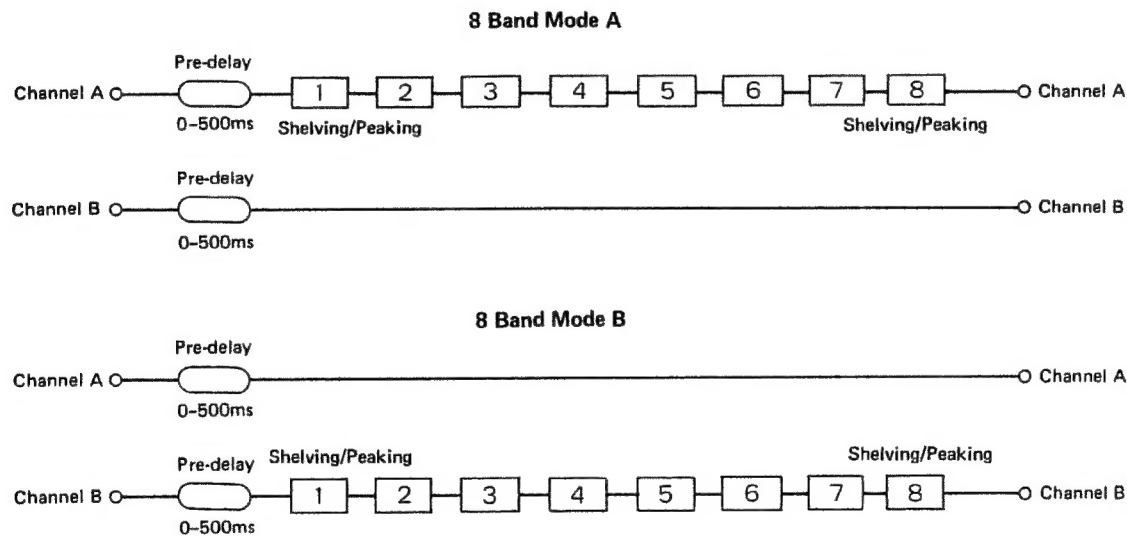 8 Band Mode A
Pre-delay
Channel A 1 2 3 4 5 6 7 8 Channel A
0–500ms Shelving/Peaking Shelving/Peaking
Pre-delay
Channel B Channel B
0–500ms
8 Band Mode B
Pre-delay
Channel A Channel A
0–500ms
Pre-delay Shelving/Peaking Shelving/Peaking
Channel B 1 2 3 4 5 6 7 8 Channel B
0–500ms